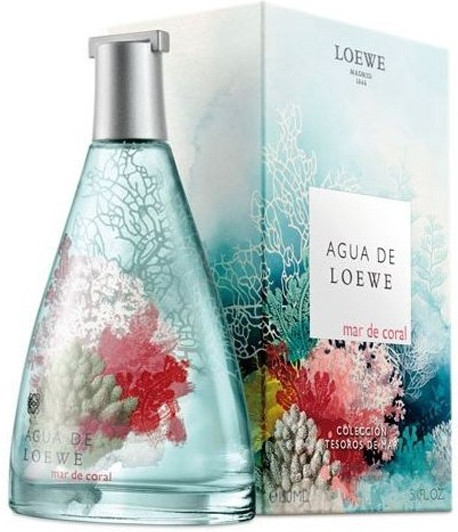 LOEWE
MADRID
1846
AGUA DE
LOEWE
mar de coral
COLECCIÓN
TESOROS DE MAR
AGUA DE
LOEWE
mar de coral